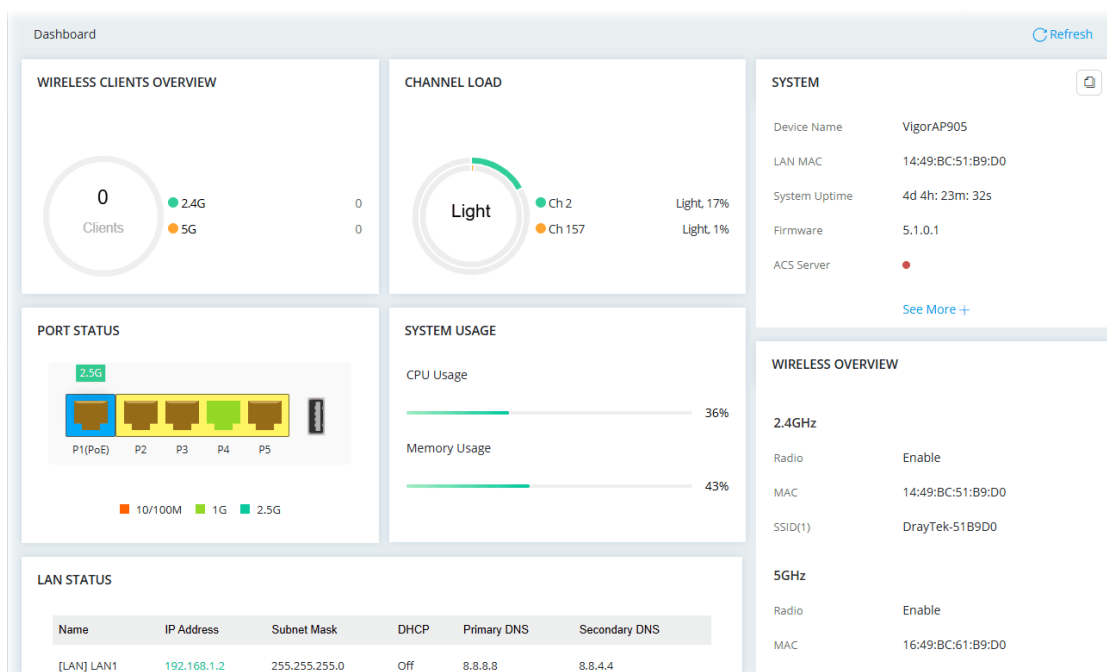 Dashboard
Refresh
WIRELESS CLIENTS OVERVIEW
0
Clients
2.4G 0
5G 0
CHANNEL LOAD
Light
Ch 2 Light, 17%
Ch 157 Light, 1%
SYSTEM
Device Name VigorAP905
LAN MAC 14:49:BC:51:B9:D0
System Uptime 4d 4h: 23m: 32s
Firmware 5.1.0.1
ACS Server
See More +
PORT STATUS
2.5G
P1(PoE) P2 P3 P4 P5
10/100M 1G 2.5G
SYSTEM USAGE
CPU Usage
36%
Memory Usage
43%
WIRELESS OVERVIEW
2.4GHz
Radio Enable
MAC 14:49:BC:51:B9:D0
SSID(1) DrayTek-51B9D0
5GHz
Radio Enable
MAC 16:49:BC:61:B9:D0
LAN STATUS
Name IP Address Subnet Mask DHCP Primary DNS Secondary DNS
[LAN] LAN1 192.168.1.2 255.255.255.0 Off 8.8.8.8 8.8.4.4